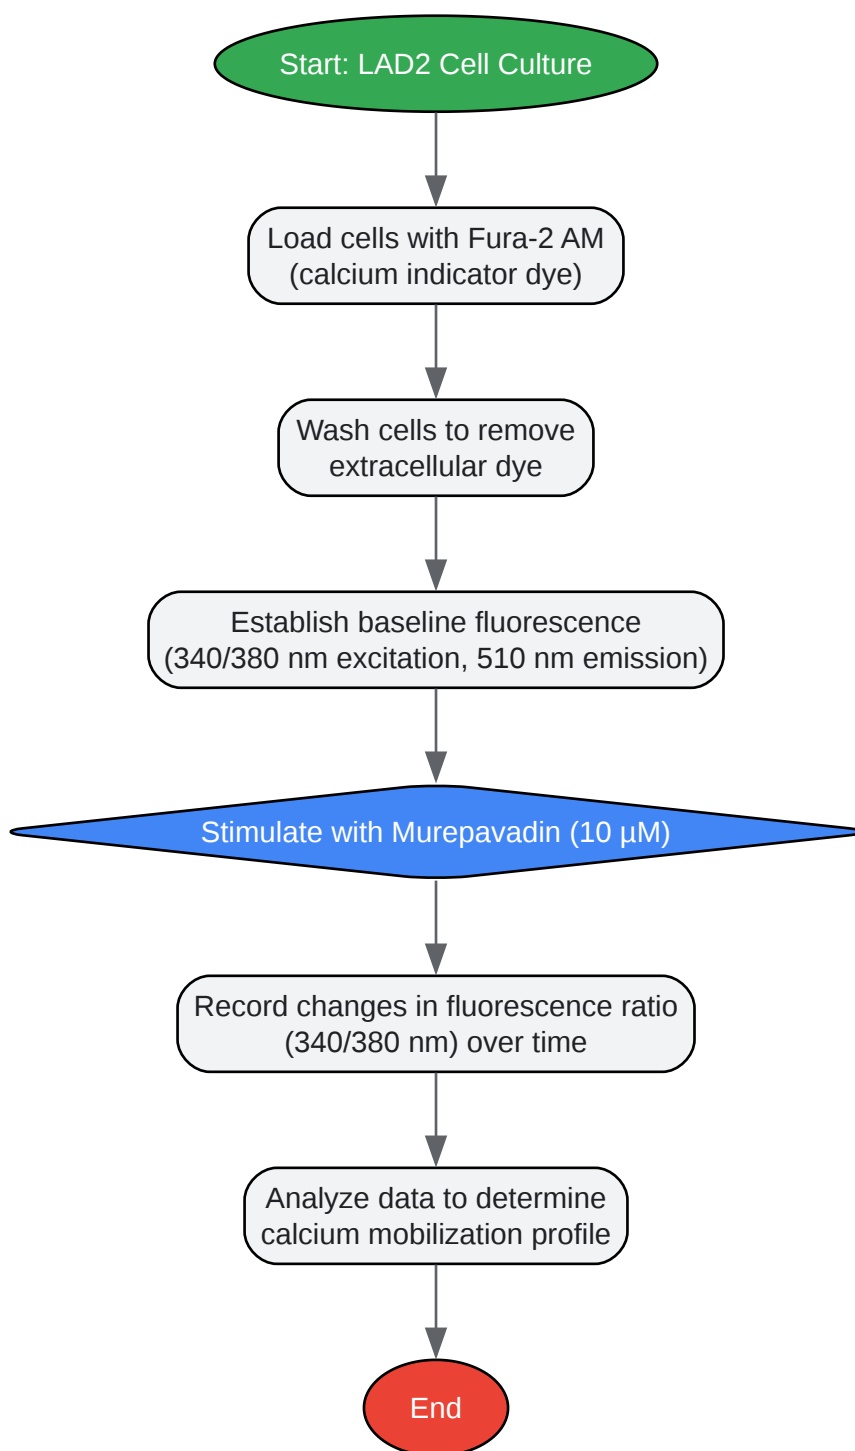 Start: LAD2 Cell Culture
Load cells with Fura-2 AM
(calcium indicator dye)
Wash cells to remove
extracellular dye
Establish baseline fluorescence
(340/380 nm excitation, 510 nm emission)
Stimulate with Murepavadin (10 µM)
Record changes in fluorescence ratio
(340/380 nm) over time
Analyze data to determine
calcium mobilization profile
End